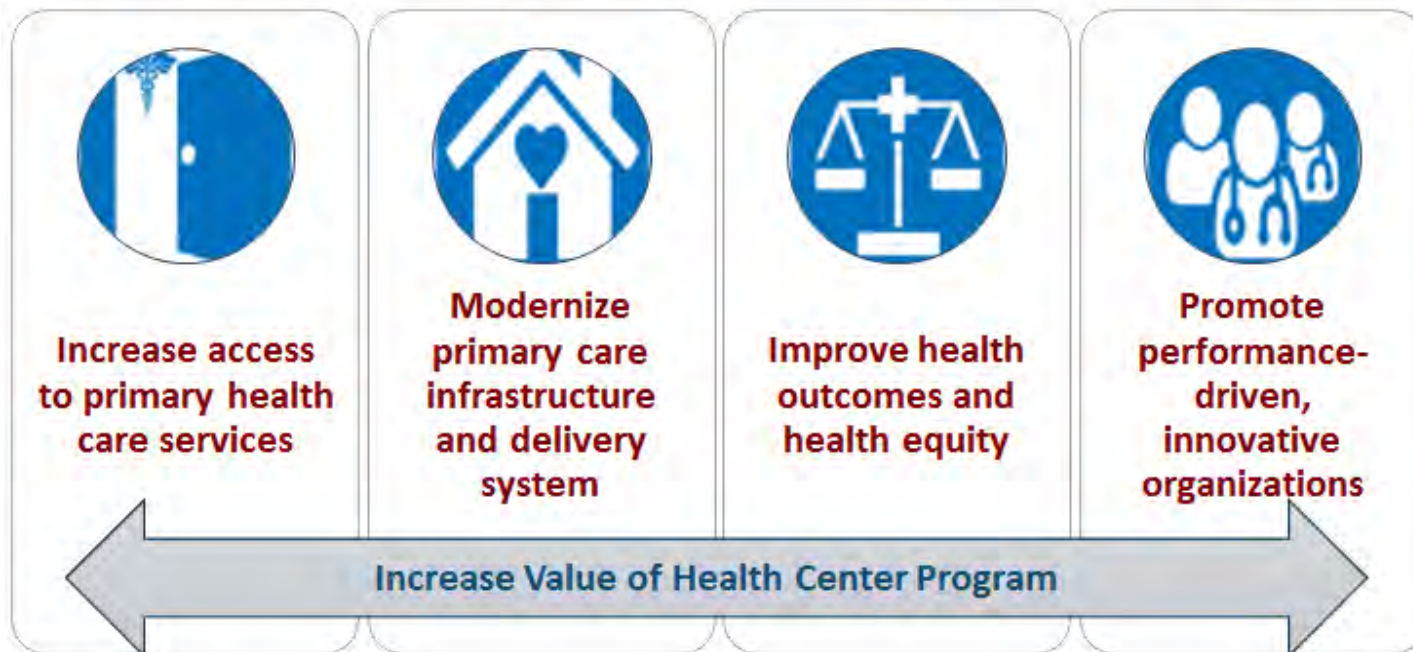 Increase access
to primary health
care services
Modernize
primary care
infrastructure
and delivery
system
Improve health
outcomes and
health equity
Promote
performance-
driven,
innovative
organizations
Increase Value of Health Center Program